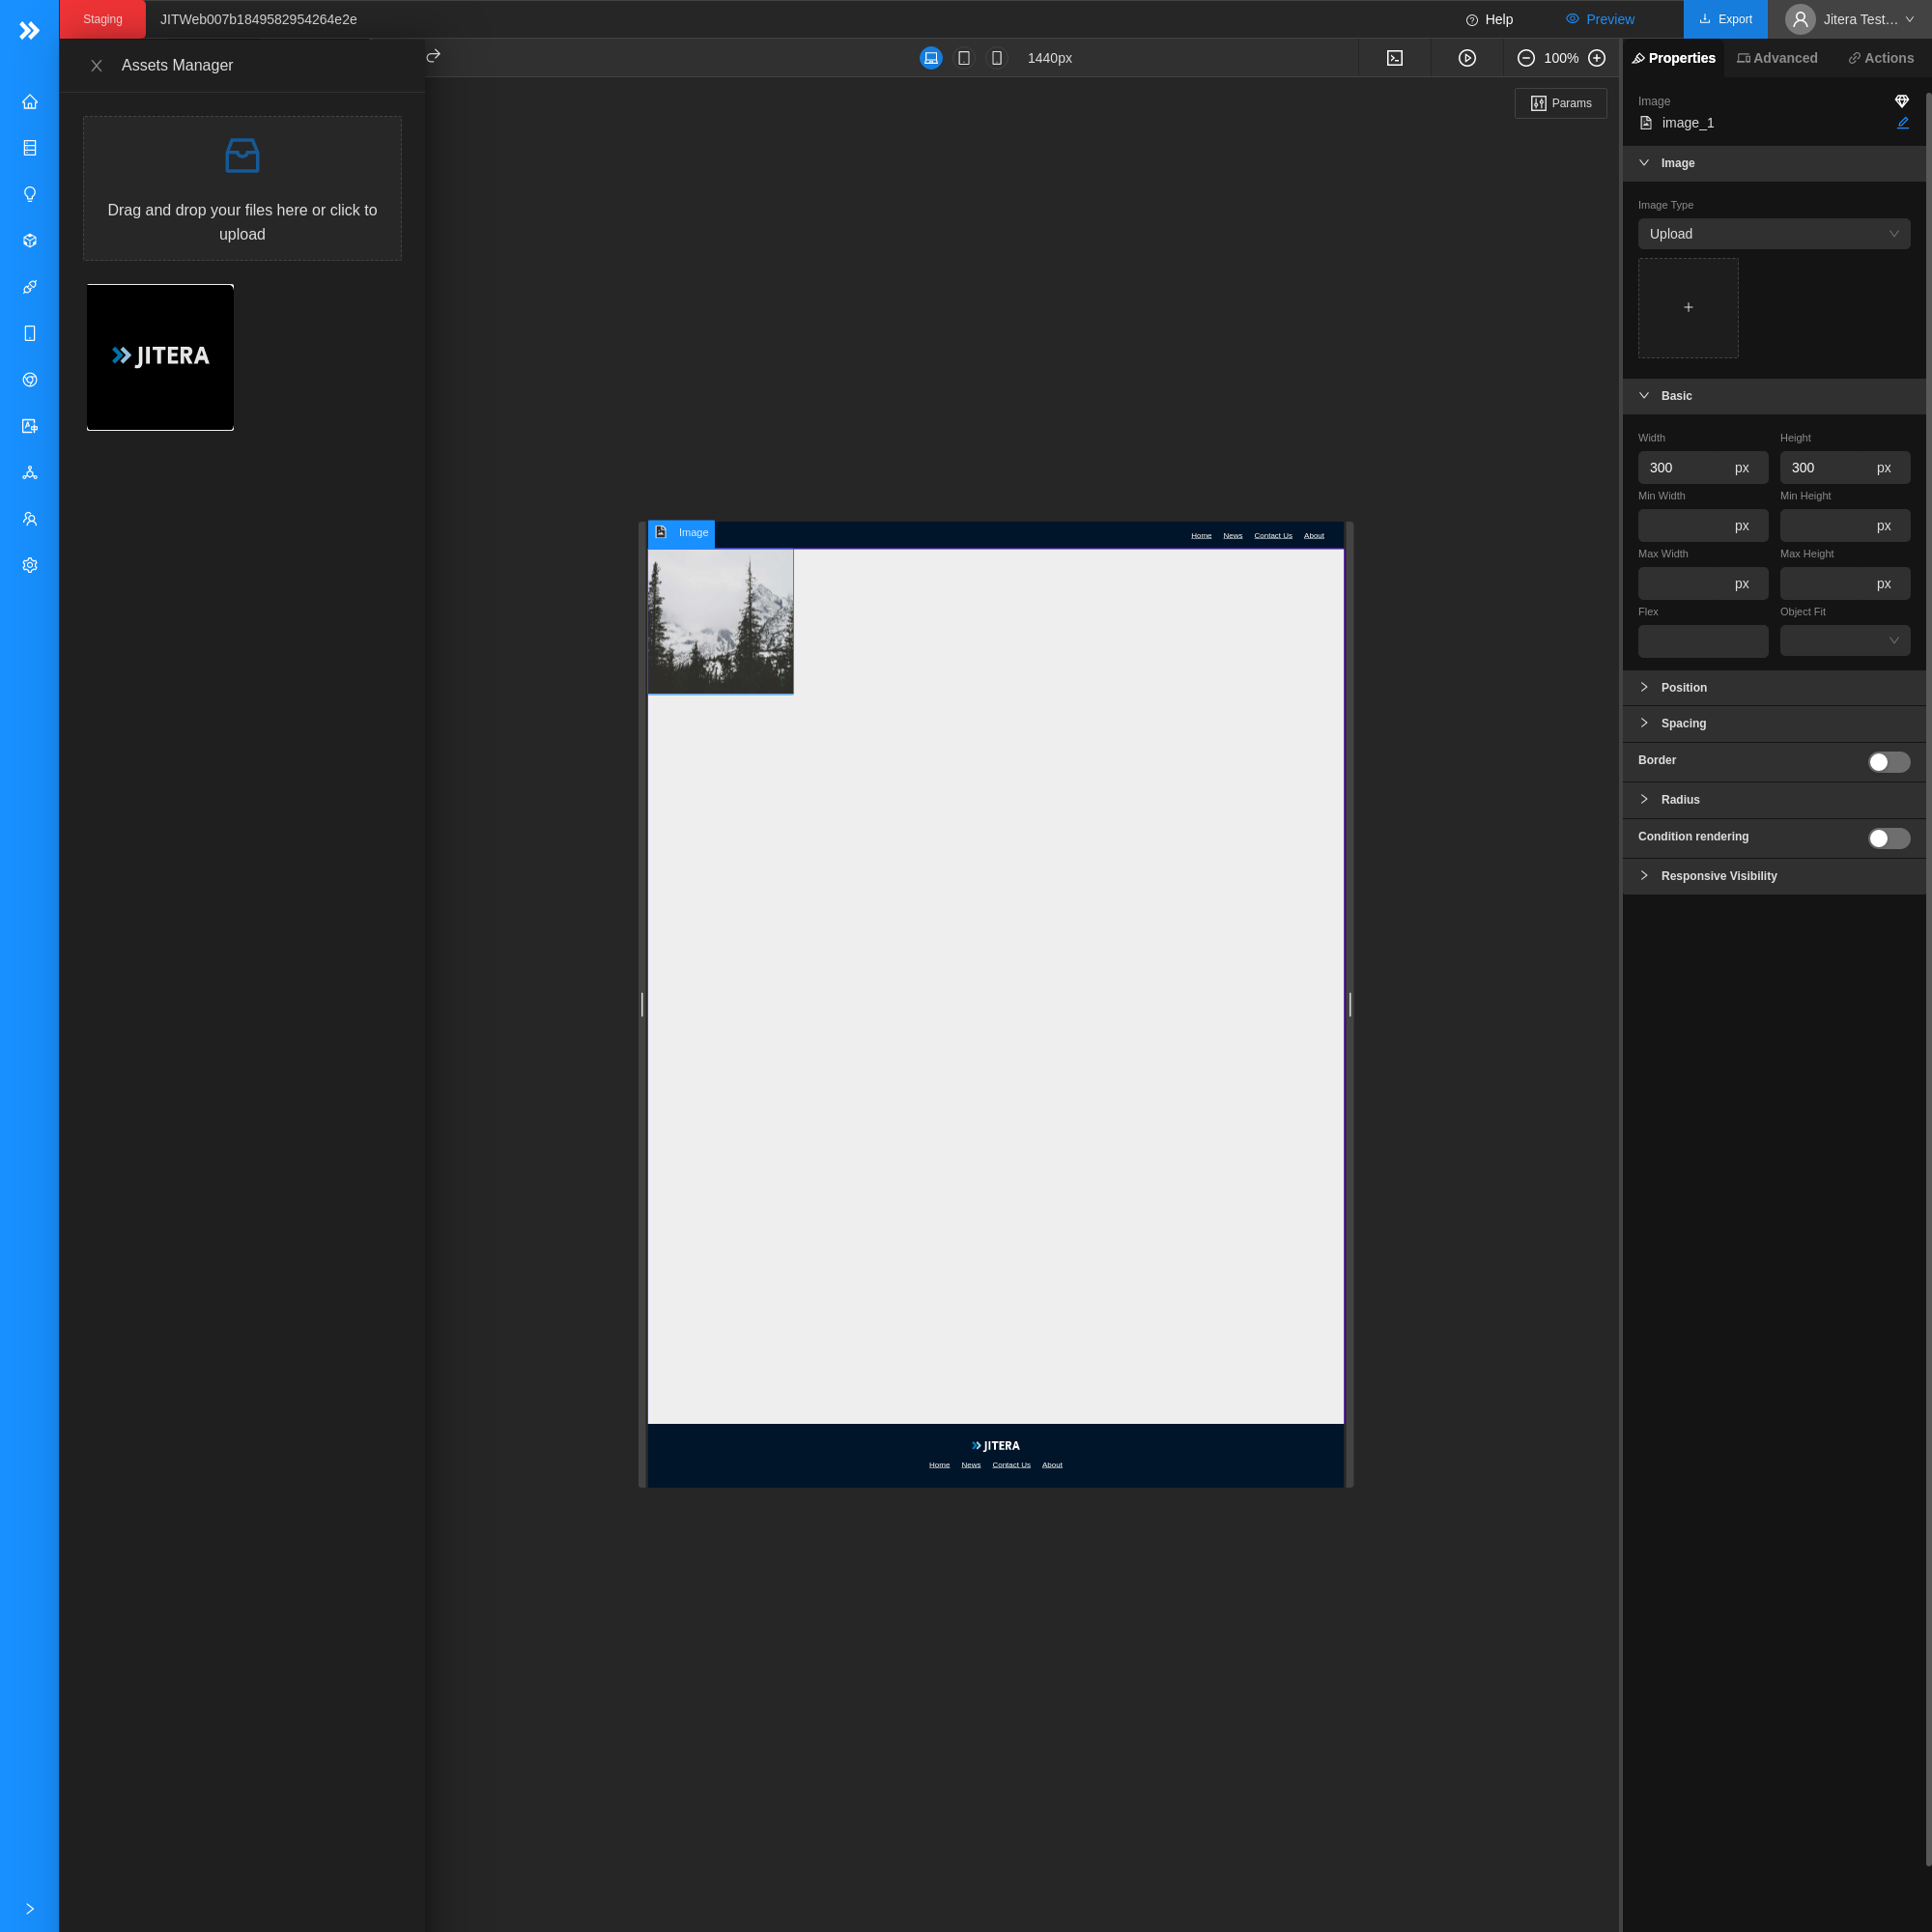 Staging
JITWeb007b1849582954264e2e
Help
Preview
Export
Jitera Test...
Assets Manager
1440px
100%
Properties
Advanced
Actions
Params
Drag and drop your files here or click to
upload
JITERA
Image
image_1
Image
Image Type
Upload
Basic
Width
Height
300 px
300 px
Min Width
Min Height
px
px
Max Width
Max Height
px
px
Flex
Object Fit
Position
Spacing
Border
Radius
Condition rendering
Responsive Visibility
Image
Home News Contact Us About
JITERA
Home News Contact Us About